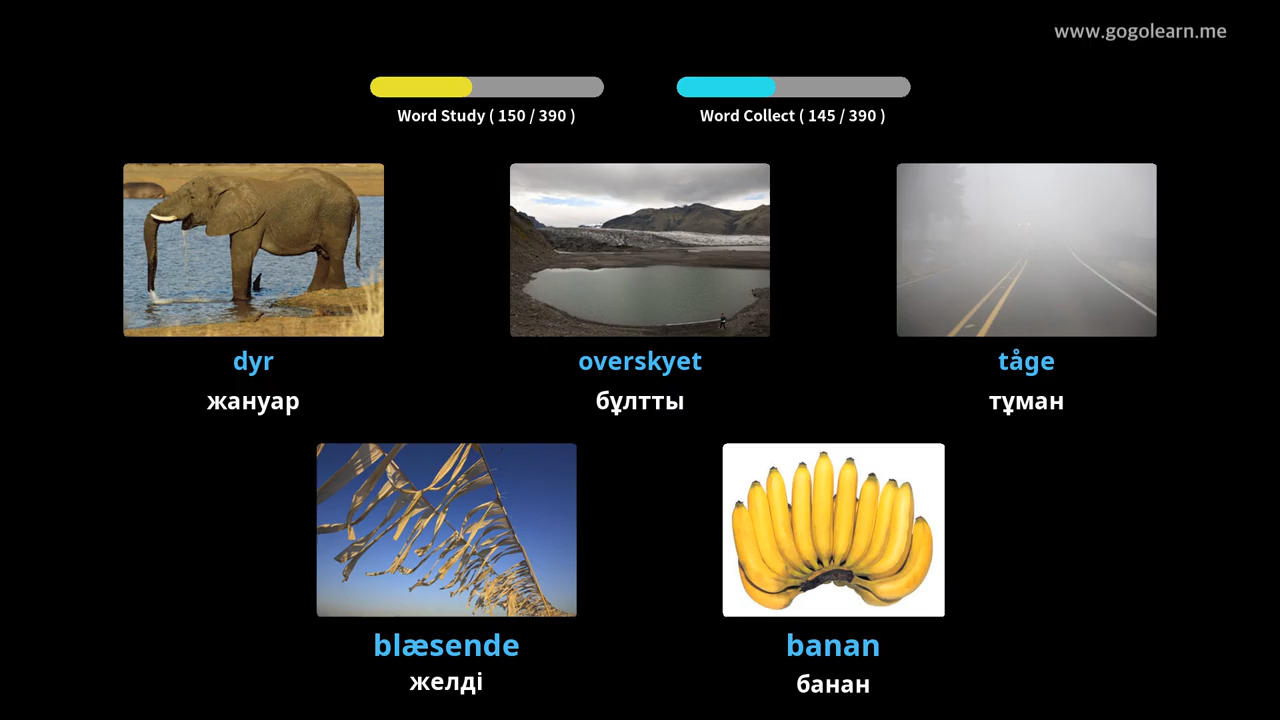 www.gogolearn.me
Word Study ( 150 / 390 )
Word Collect ( 145 / 390 )
dyr
overskyet
tåge
жануар
бұлтты
тұман
blæsende
banan
желді
банан